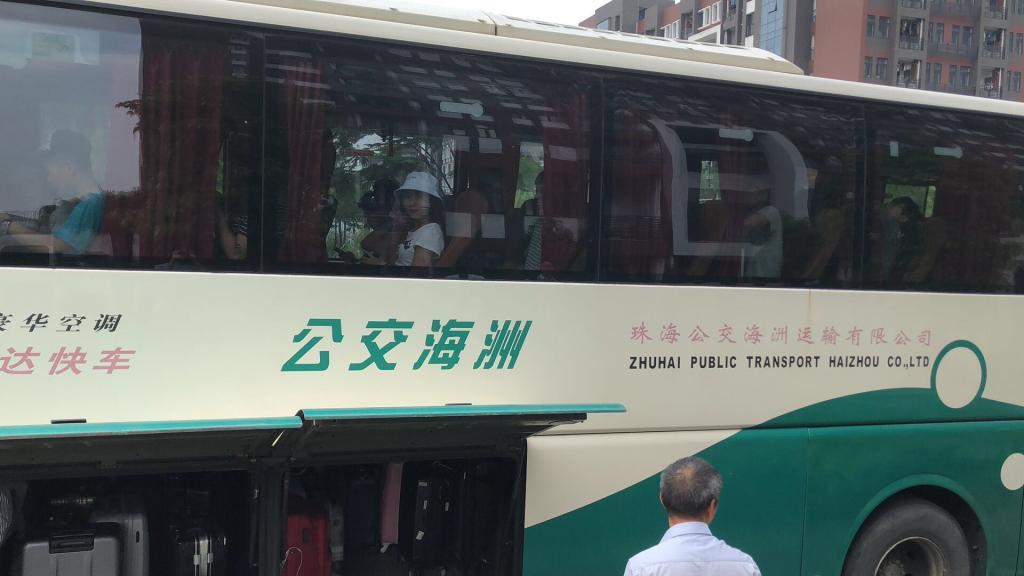 豪华空调
达快车
公交海洲
珠海公交海洲运输有限公司
ZHUHAI PUBLIC TRANSPORT HAIZHOU CO.,LTD